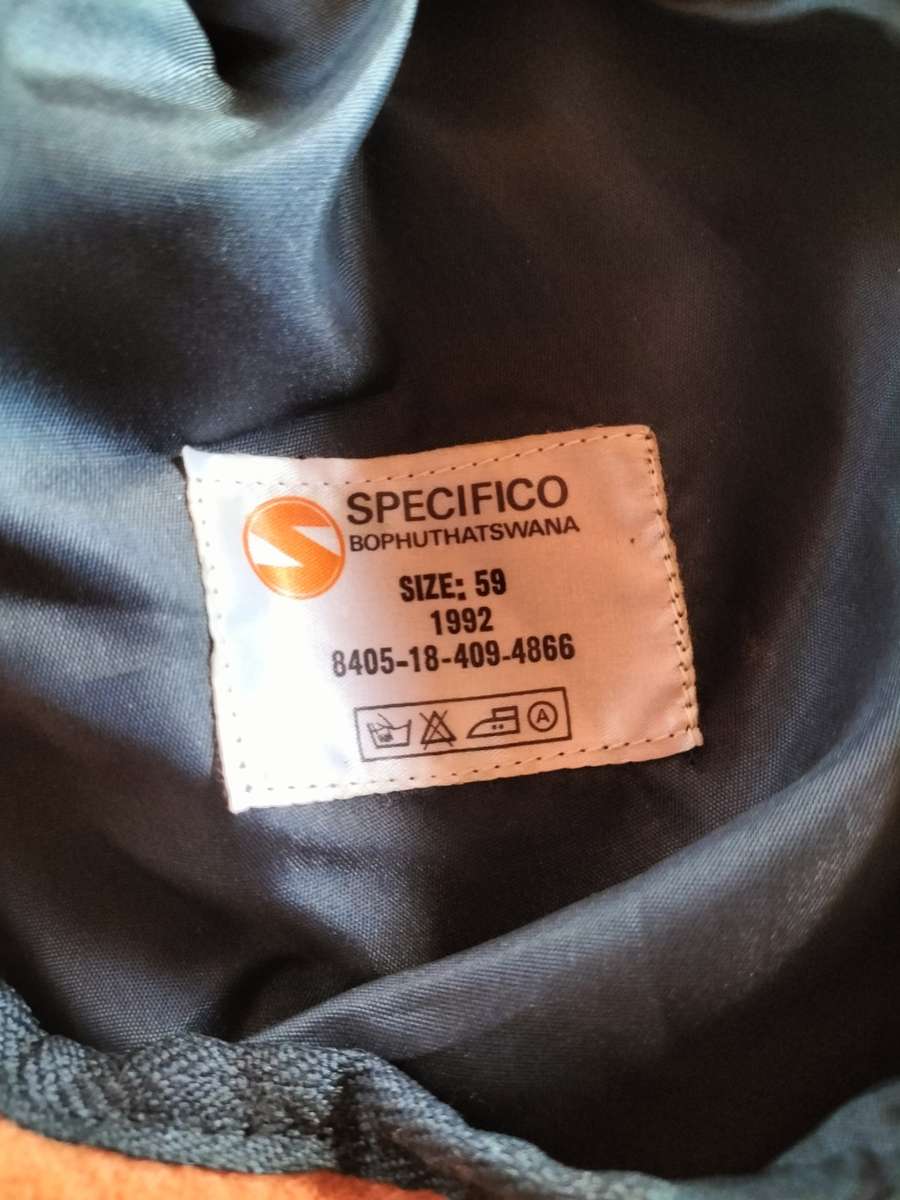 SPECIFICO
BOPHUTHATSWANA
SIZE: 59
1992
8405-18-409-4866
A